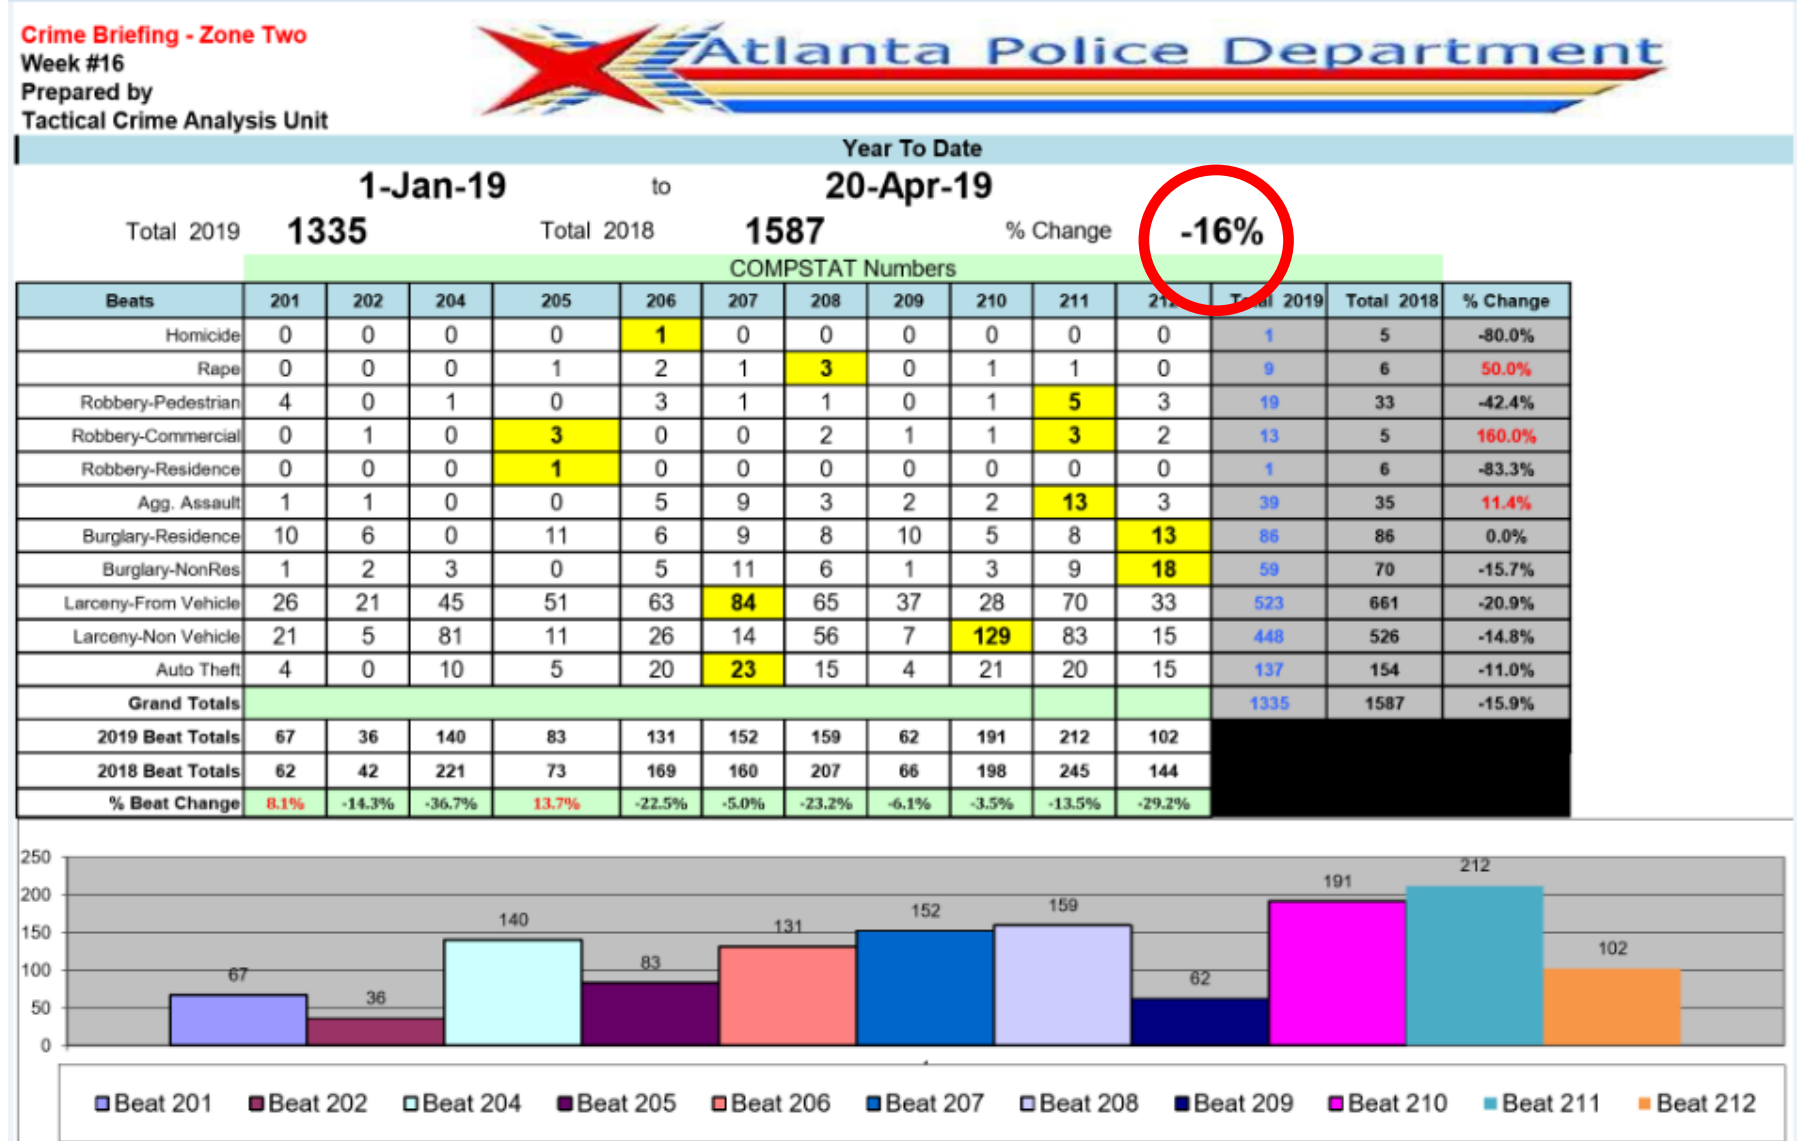 Crime Briefing - Zone Two
Week #16
Prepared by
Tactical Crime Analysis Unit
Atlanta Police Department
Year To Date
1-Jan-19 to 20-Apr-19
Total 2019 1335 Total 2018 1587 % Change -16%
COMPSTAT Numbers
Beats 201 202 204 205 206 207 208 209 210 211 212 Total 2019 Total 2018 % Change
Homicide 0 0 0 0 1 0 0 0 0 0 0 1 5 -80.0%
Rape 0 0 0 1 2 1 3 0 1 1 0 9 6 50.0%
Robbery-Pedestrian 4 0 1 0 3 1 1 0 1 5 3 19 33 -42.4%
Robbery-Commercial 0 1 0 3 0 0 2 1 1 3 2 13 5 160.0%
Robbery-Residence 0 0 0 1 0 0 0 0 0 0 0 1 6 -83.3%
Agg. Assault 1 1 0 0 5 9 3 2 2 13 3 39 35 11.4%
Burglary-Residence 10 6 0 11 6 9 8 10 5 8 13 86 86 0.0%
Burglary-NonRes 1 2 3 0 5 11 6 1 3 9 18 59 70 -15.7%
Larceny-From Vehicle 26 21 45 51 63 84 65 37 28 70 33 523 661 -20.9%
Larceny-Non Vehicle 21 5 81 11 26 14 56 7 129 83 15 448 526 -14.8%
Auto Theft 4 0 10 5 20 23 15 4 21 20 15 137 154 -11.0%
Grand Totals 1335 1587 -15.9%
2019 Beat Totals 67 36 140 83 131 152 159 62 191 212 102
2018 Beat Totals 62 42 221 73 169 160 207 66 198 245 144
% Beat Change 8.1% -14.3% -36.7% 13.7% -22.5% -5.0% -23.2% -6.1% -3.5% -13.5% -29.2%
250
200
150
100
50
0
67 36 140 83 131 152 159 62 191 212 102
Beat 201 Beat 202 Beat 204 Beat 205 Beat 206 Beat 207 Beat 208 Beat 209 Beat 210 Beat 211 Beat 212